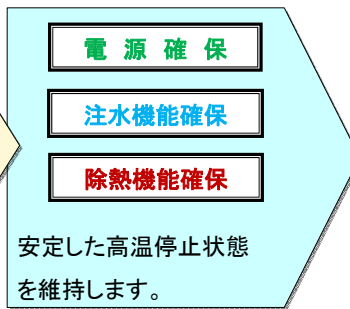 電源確保
注水機能確保
除熱機能確保
安定した高温停止状態
を維持します。